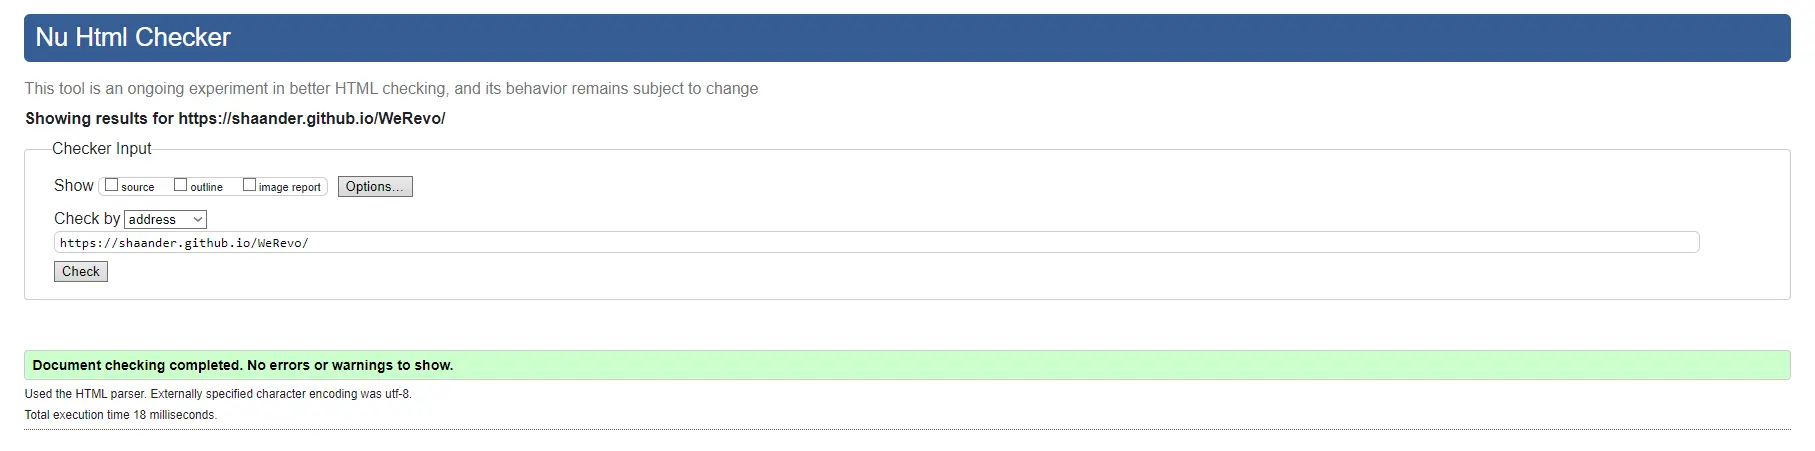 Nu Html Checker
This tool is an ongoing experiment in better HTML checking, and its behavior remains subject to change
Showing results for https://shaander.github.io/WeRevo/
Checker Input
Show source outline image report Options...
Check by address
https://shaander.github.io/WeRevo/
Check
Document checking completed. No errors or warnings to show.
Used the HTML parser. Externally specified character encoding was utf-8.
Total execution time 18 milliseconds.